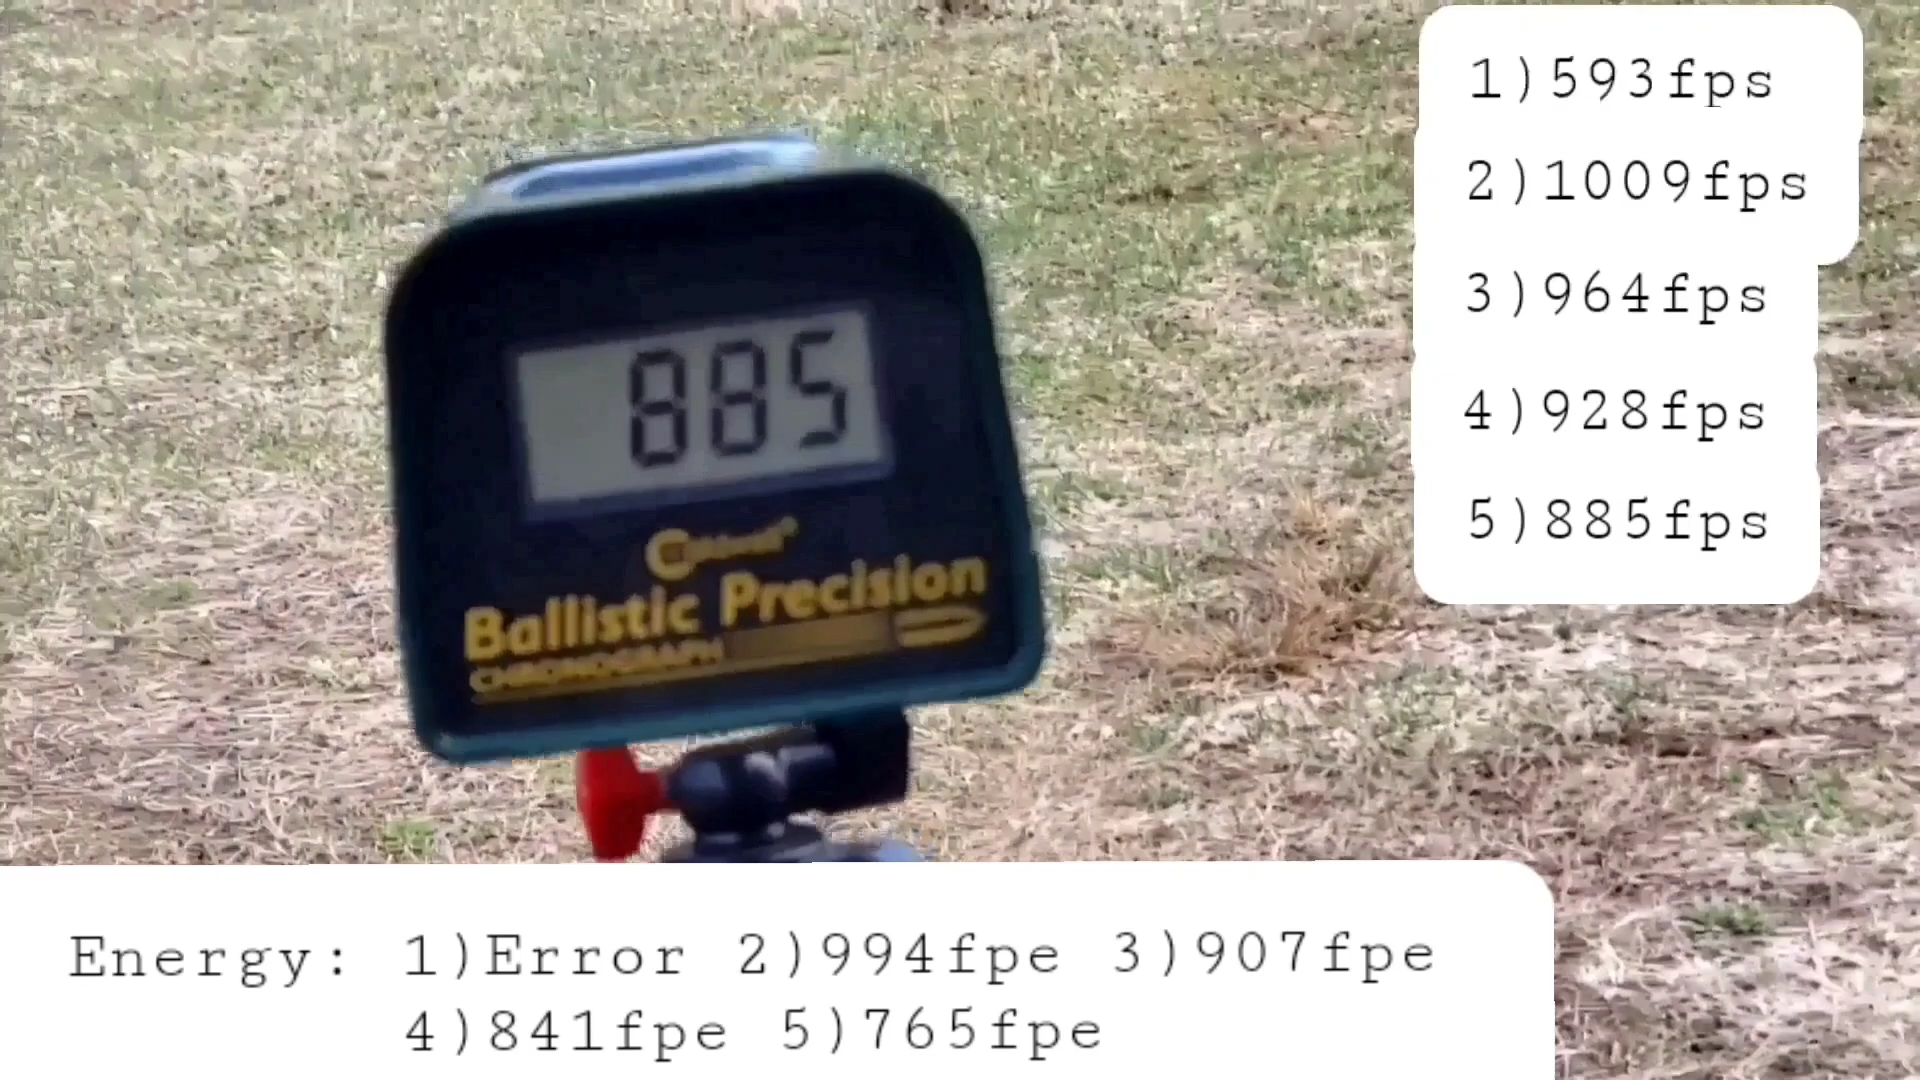 1)593fps
2)1009fps
3)964fps
4)928fps
5)885fps
885
Ballistic Precision
CHRONOGRAPH
Energy: 1)Error 2)994fpe 3)907fpe
4)841fpe 5)765fpe